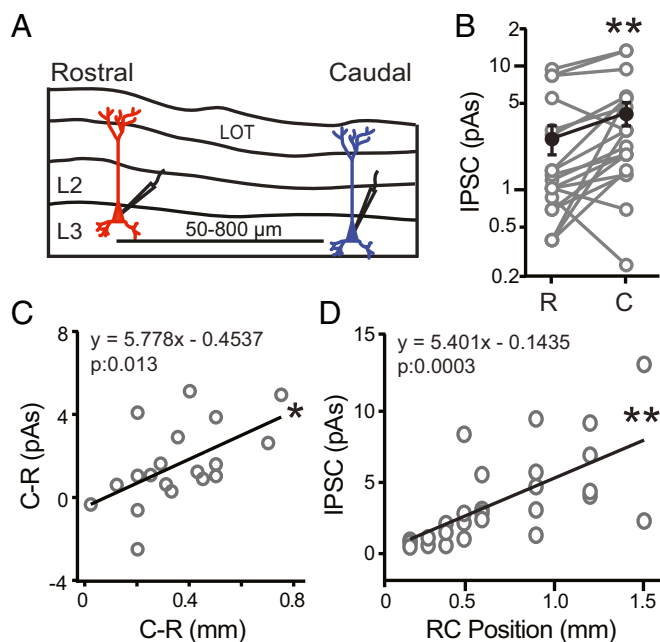 A
Rostral
Caudal
LOT
L2
L3
50-800 µm
B
**
IPSC (pAs)
2
10
5
1
0.5
0.2
R
C
C
y = 5.778x - 0.4537
p:0.013
*
C-R (pAs)
8
4
0
-4
0
0.4
0.8
C-R (mm)
D
y = 5.401x - 0.1435
p:0.0003
**
IPSC (pAs)
15
10
5
0
0
0.5
1.0
1.5
RC Position (mm)